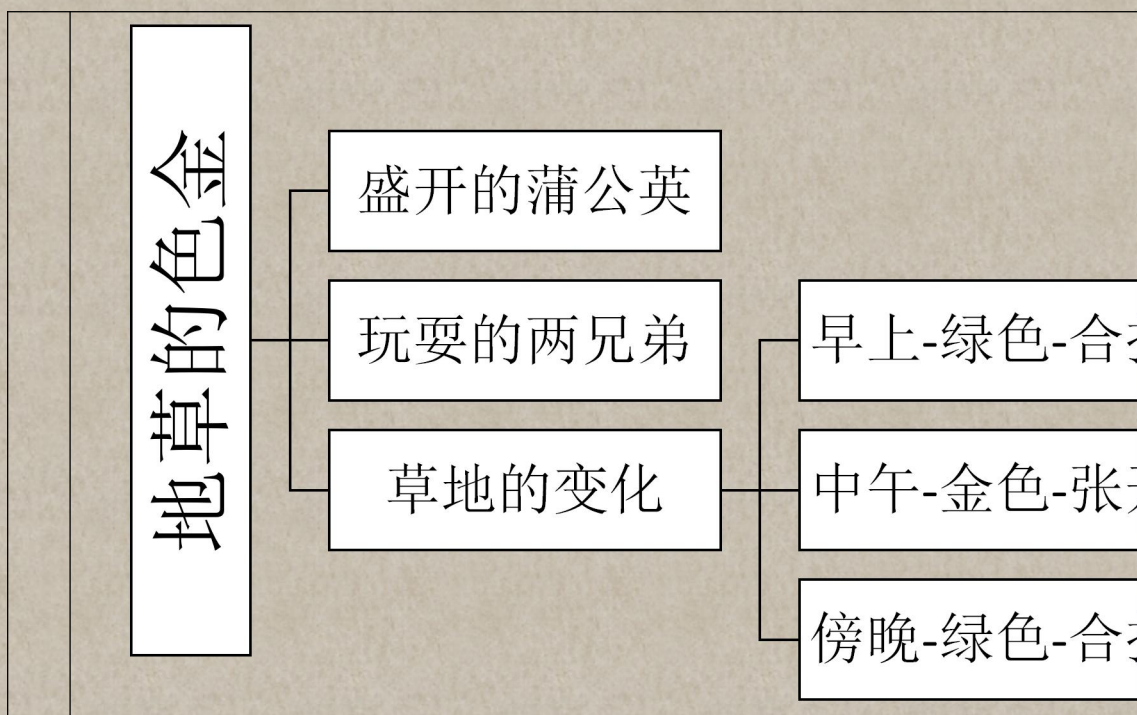 金色的草地
盛开的蒲公英
玩耍的两兄弟
草地的变化
早上-绿色-合
中午-金色-张
傍晚-绿色-合